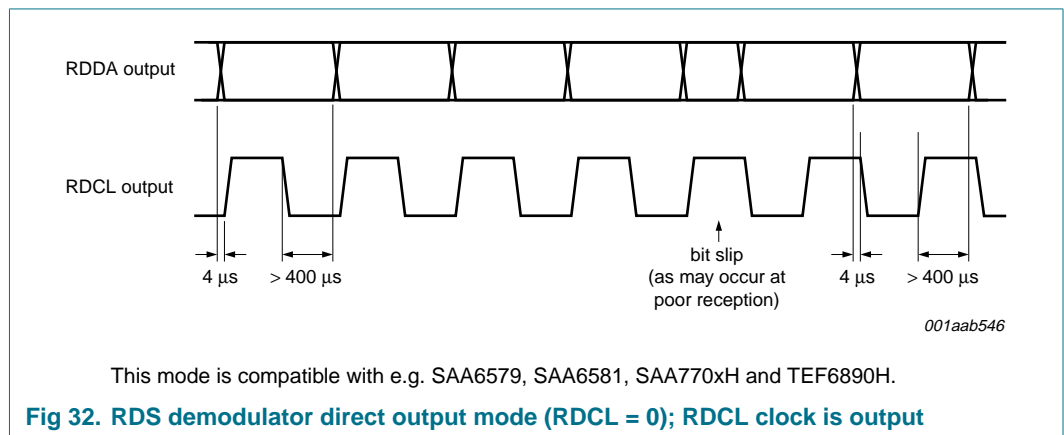 RDDA output
RDCL output
4 µs
> 400 µs
bit slip
(as may occur at
poor reception)
4 µs
> 400 µs
001aab546
This mode is compatible with e.g. SAA6579, SAA6581, SAA770xH and TEF6890H.
Fig 32. RDS demodulator direct output mode (RDCL = 0); RDCL clock is output